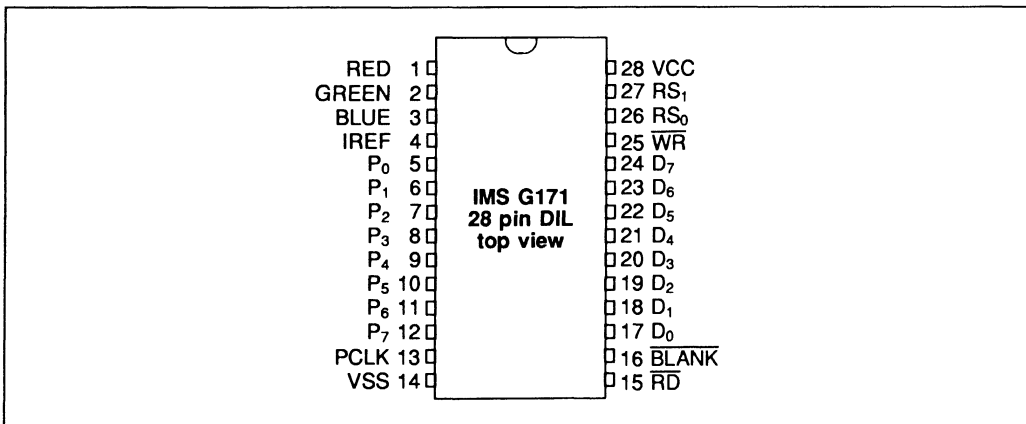 RED 1
GREEN 2
BLUE 3
IREF 4
P₀ 5
P₁ 6
P₂ 7
P₃ 8
P₄ 9
P₅ 10
P₆ 11
P₇ 12
PCLK 13
VSS 14
IMS G171
28 pin DIL
top view
28 VCC
27 RS₁
26 RS₀
25 W̅R̅
24 D₇
23 D₆
22 D₅
21 D₄
20 D₃
19 D₂
18 D₁
17 D₀
16 B̅L̅A̅N̅K̅
15 R̅D̅